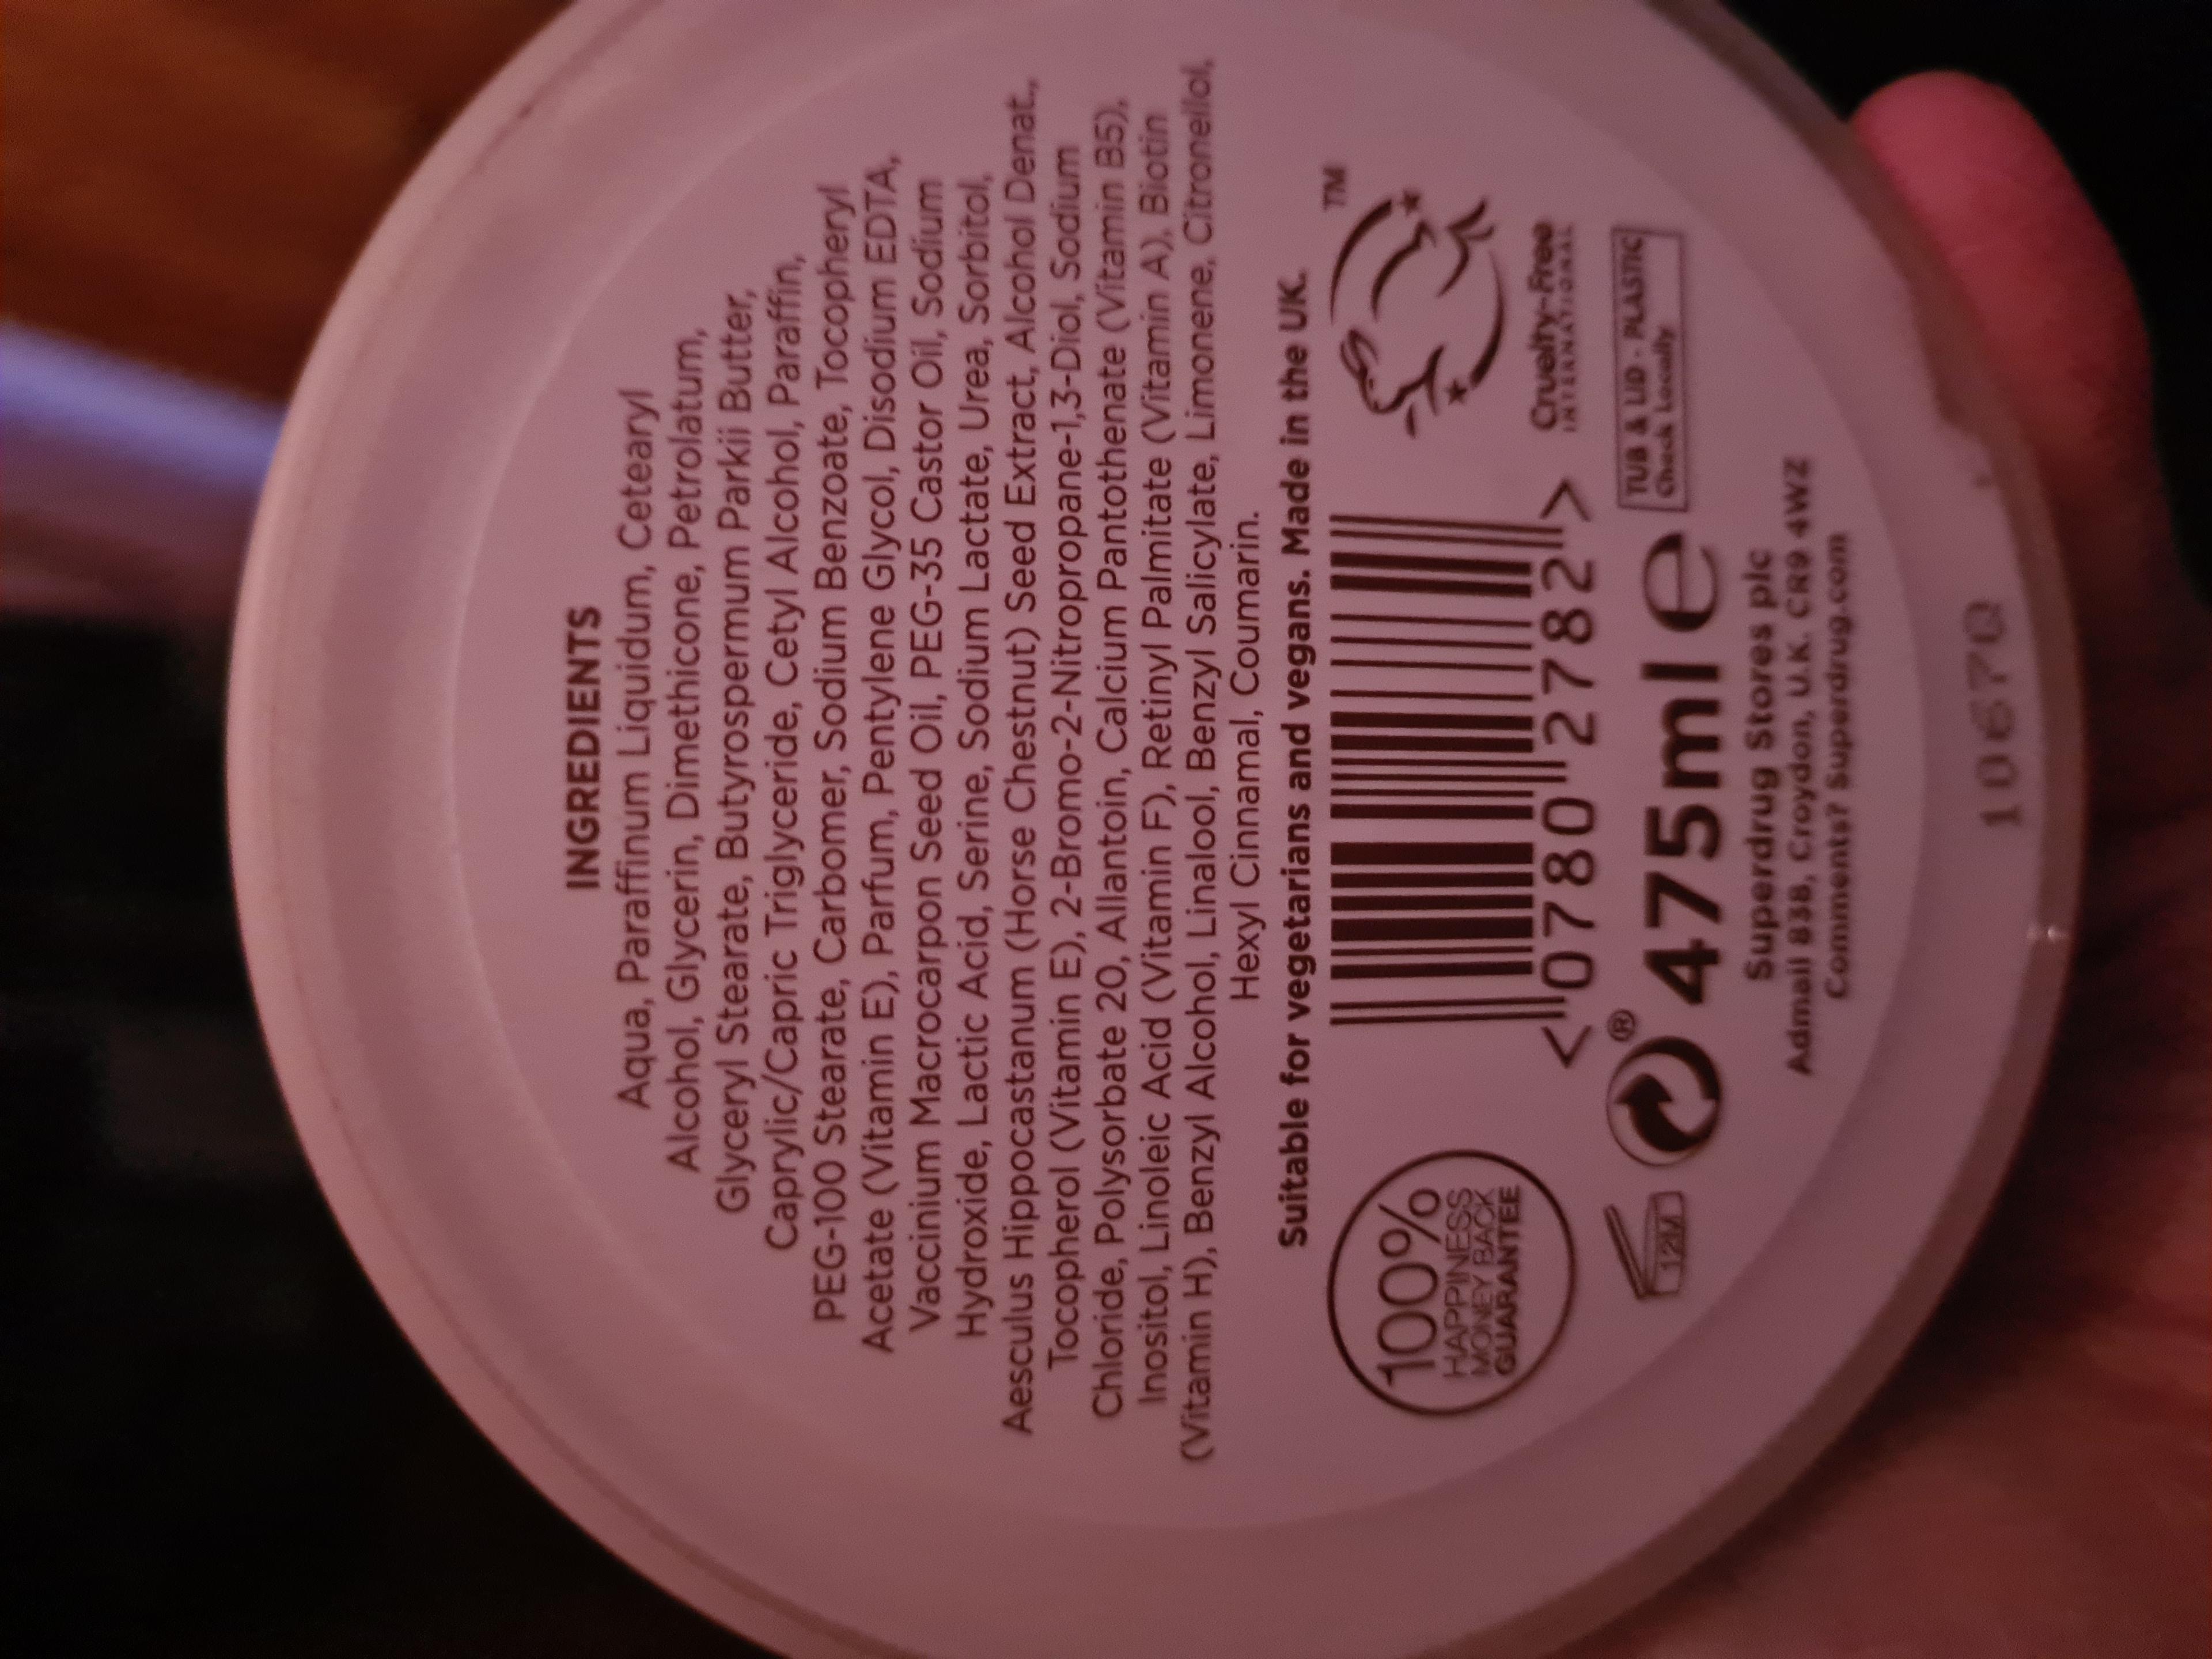 INGREDIENTS
Aqua, Paraffinum Liquidum, Cetearyl
Alcohol, Glycerin, Dimethicone, Petrolatum,
Glyceryl Stearate, Butyrospermum Parkii Butter,
Caprylic/Capric Triglyceride, Cetyl Alcohol, Paraffin,
PEG-100 Stearate, Carbomer, Sodium Benzoate, Tocopheryl
Acetate (Vitamin E), Parfum, Pentylene Glycol, Disodium EDTA,
Vaccinium Macrocarpon Seed Oil, PEG-35 Castor Oil, Sodium
Hydroxide, Lactic Acid, Serine, Sodium Lactate, Urea, Sorbitol,
Aesculus Hippocastanum (Horse Chestnut) Seed Extract, Alcohol Denat.,
Tocopherol (Vitamin E), 2-Bromo-2-Nitropropane-1,3-Diol, Sodium
Chloride, Polysorbate 20, Allantoin, Calcium Pantothenate (Vitamin B5),
Inositol, Linoleic Acid (Vitamin F), Retinyl Palmitate (Vitamin A), Biotin
(Vitamin H), Benzyl Alcohol, Linalool, Benzyl Salicylate, Limonene, Citronellol,
Hexyl Cinnamal, Coumarin.
Suitable for vegetarians and vegans. Made in the UK.
100%
HAPPINESS
MONEY BACK
GUARANTEE
<0780 2782>
TM
Cruelty-Free
INTERNATIONAL
12M
®
475ml e
TUB & LID - PLASTIC
Check Locally
Superdrug Stores plc
Admail 838, Croydon, U.K. CR9 4WZ
Comments? Superdrug.com